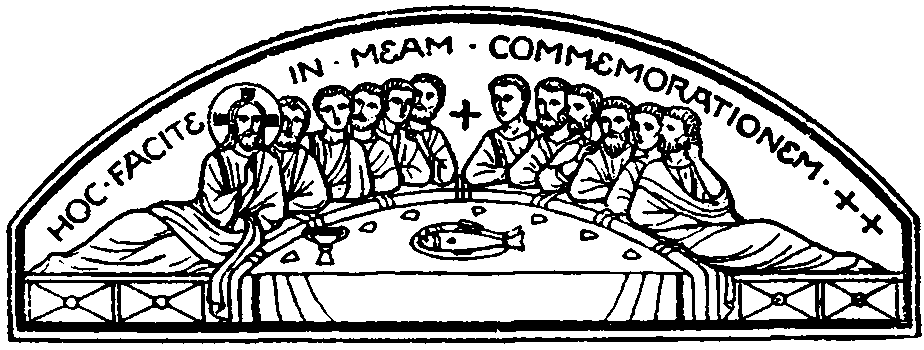 HOC · FACITE IN · MEAM · COMMEMORATIONEM · + +